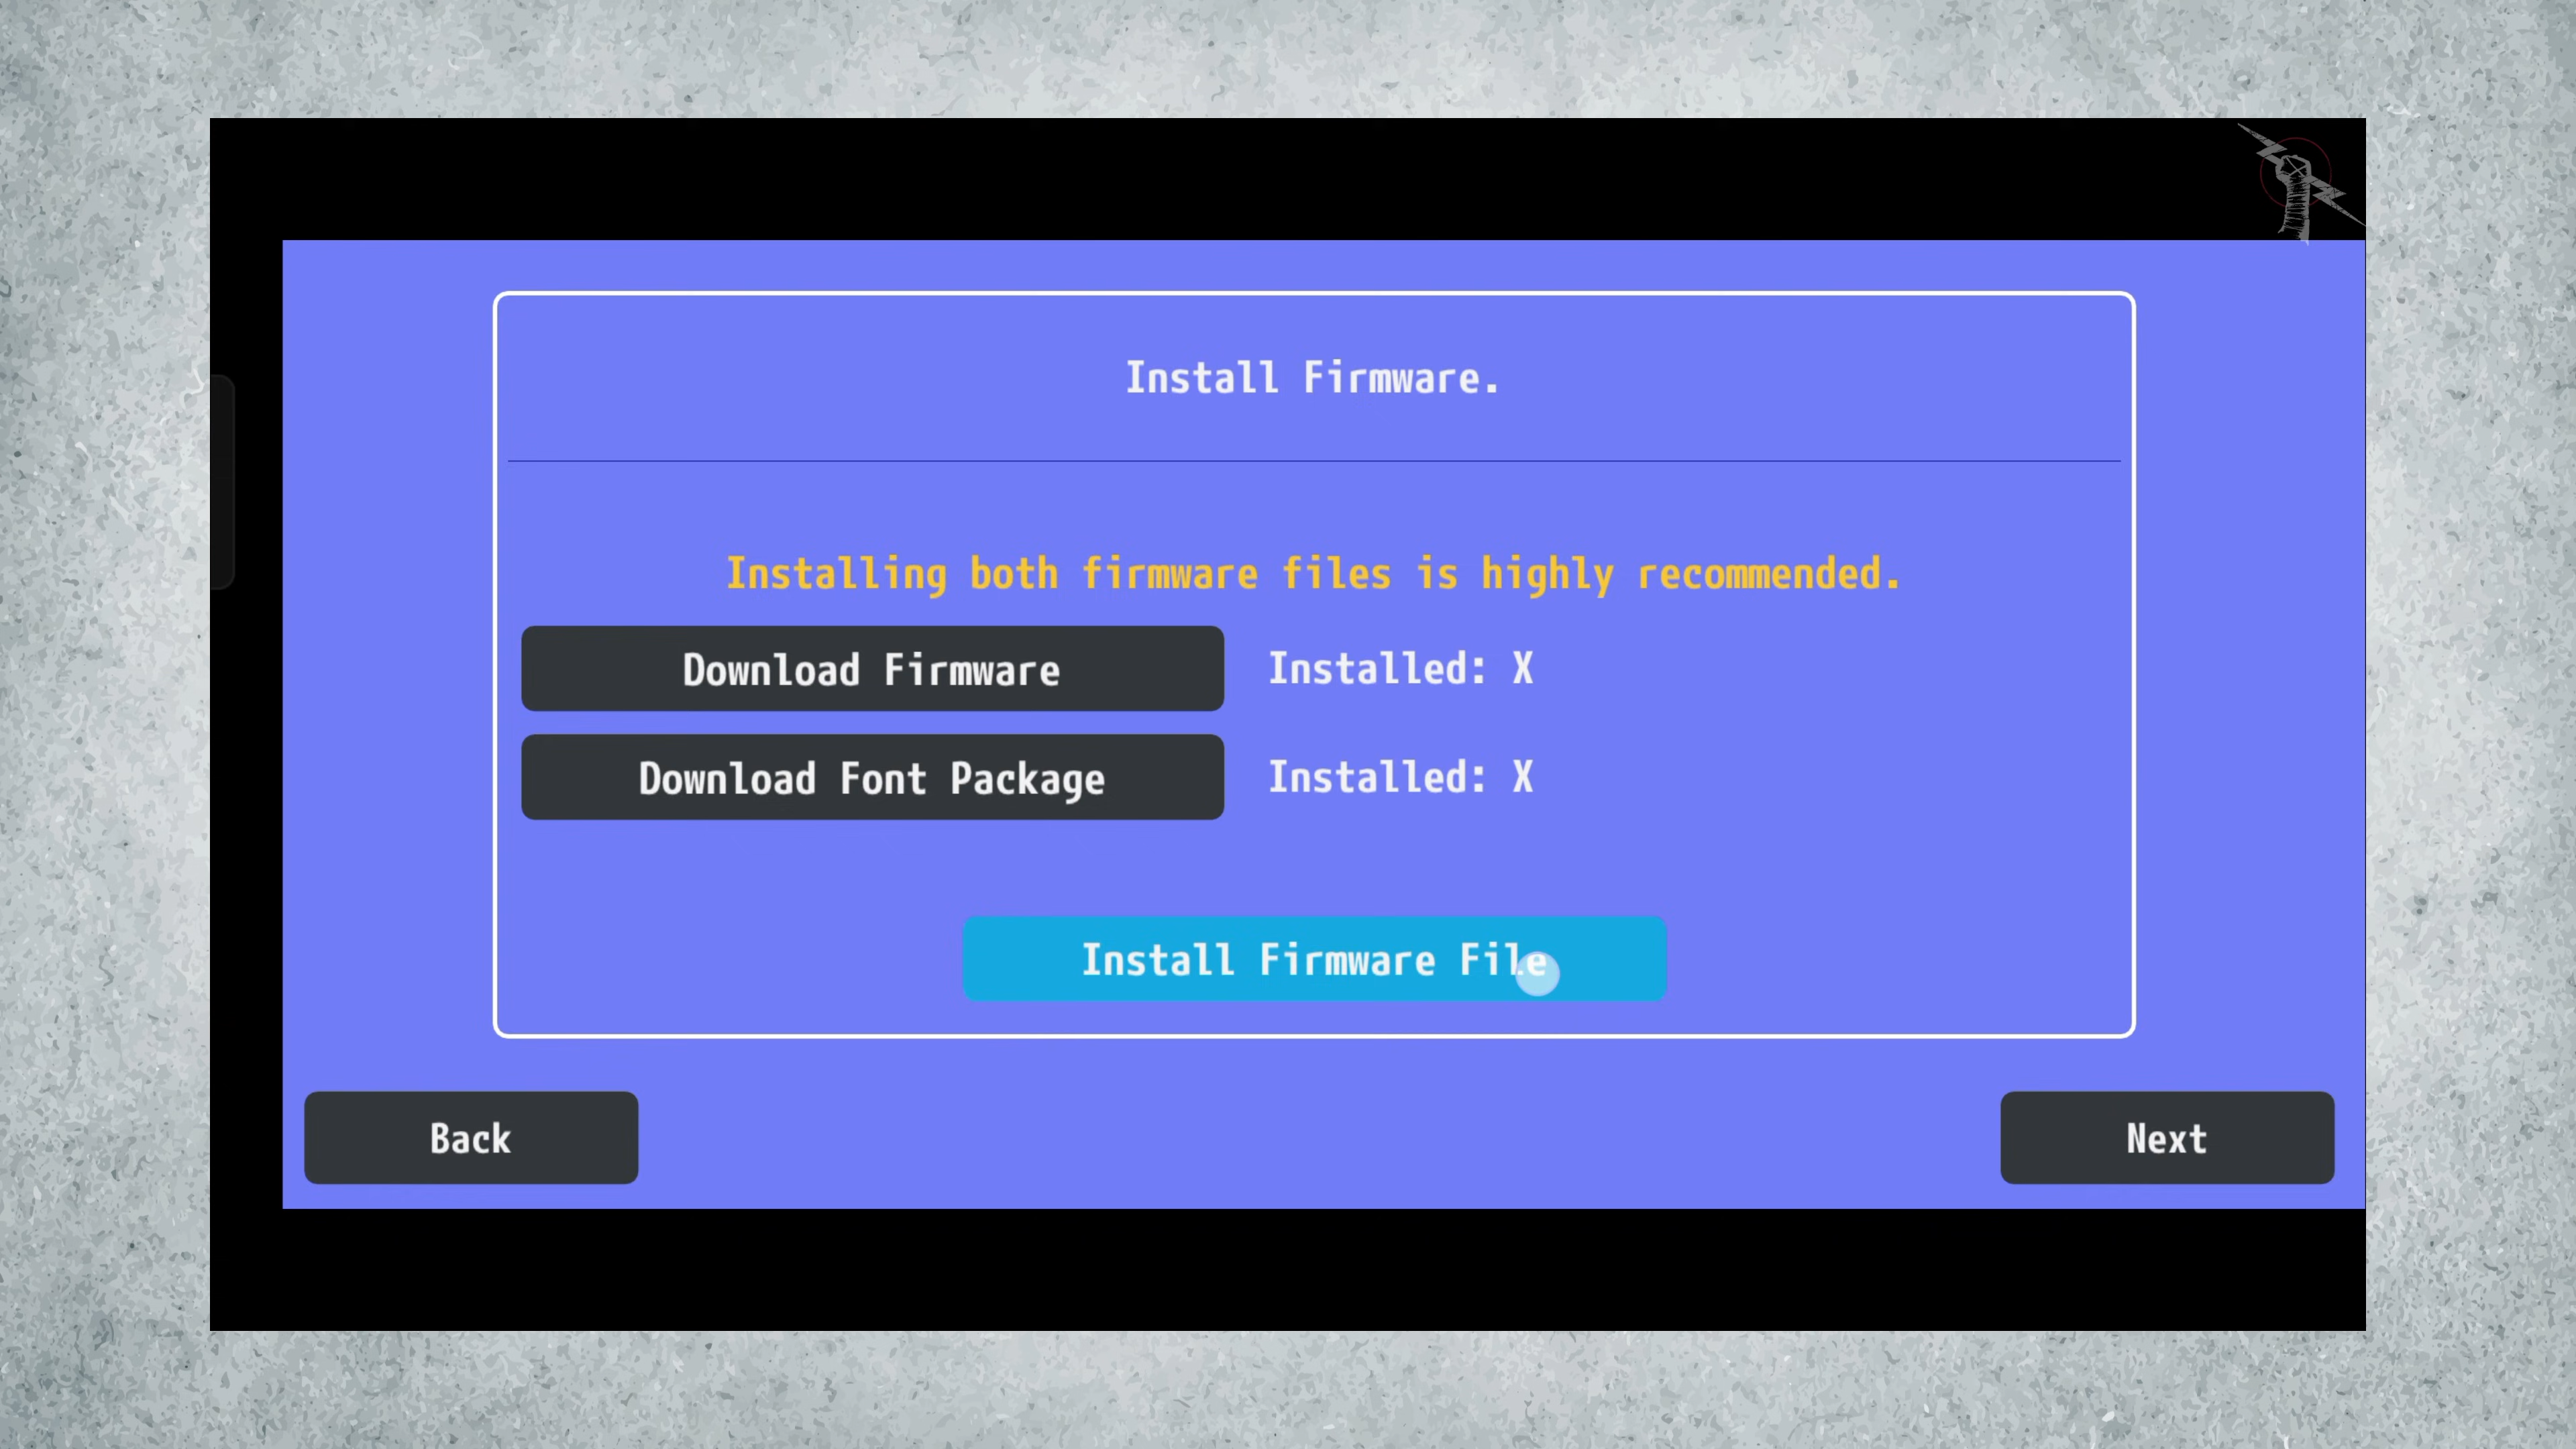 Install Firmware.
Installing both firmware files is highly recommended.
Download Firmware Installed: X
Download Font Package Installed: X
Install Firmware File
Back Next